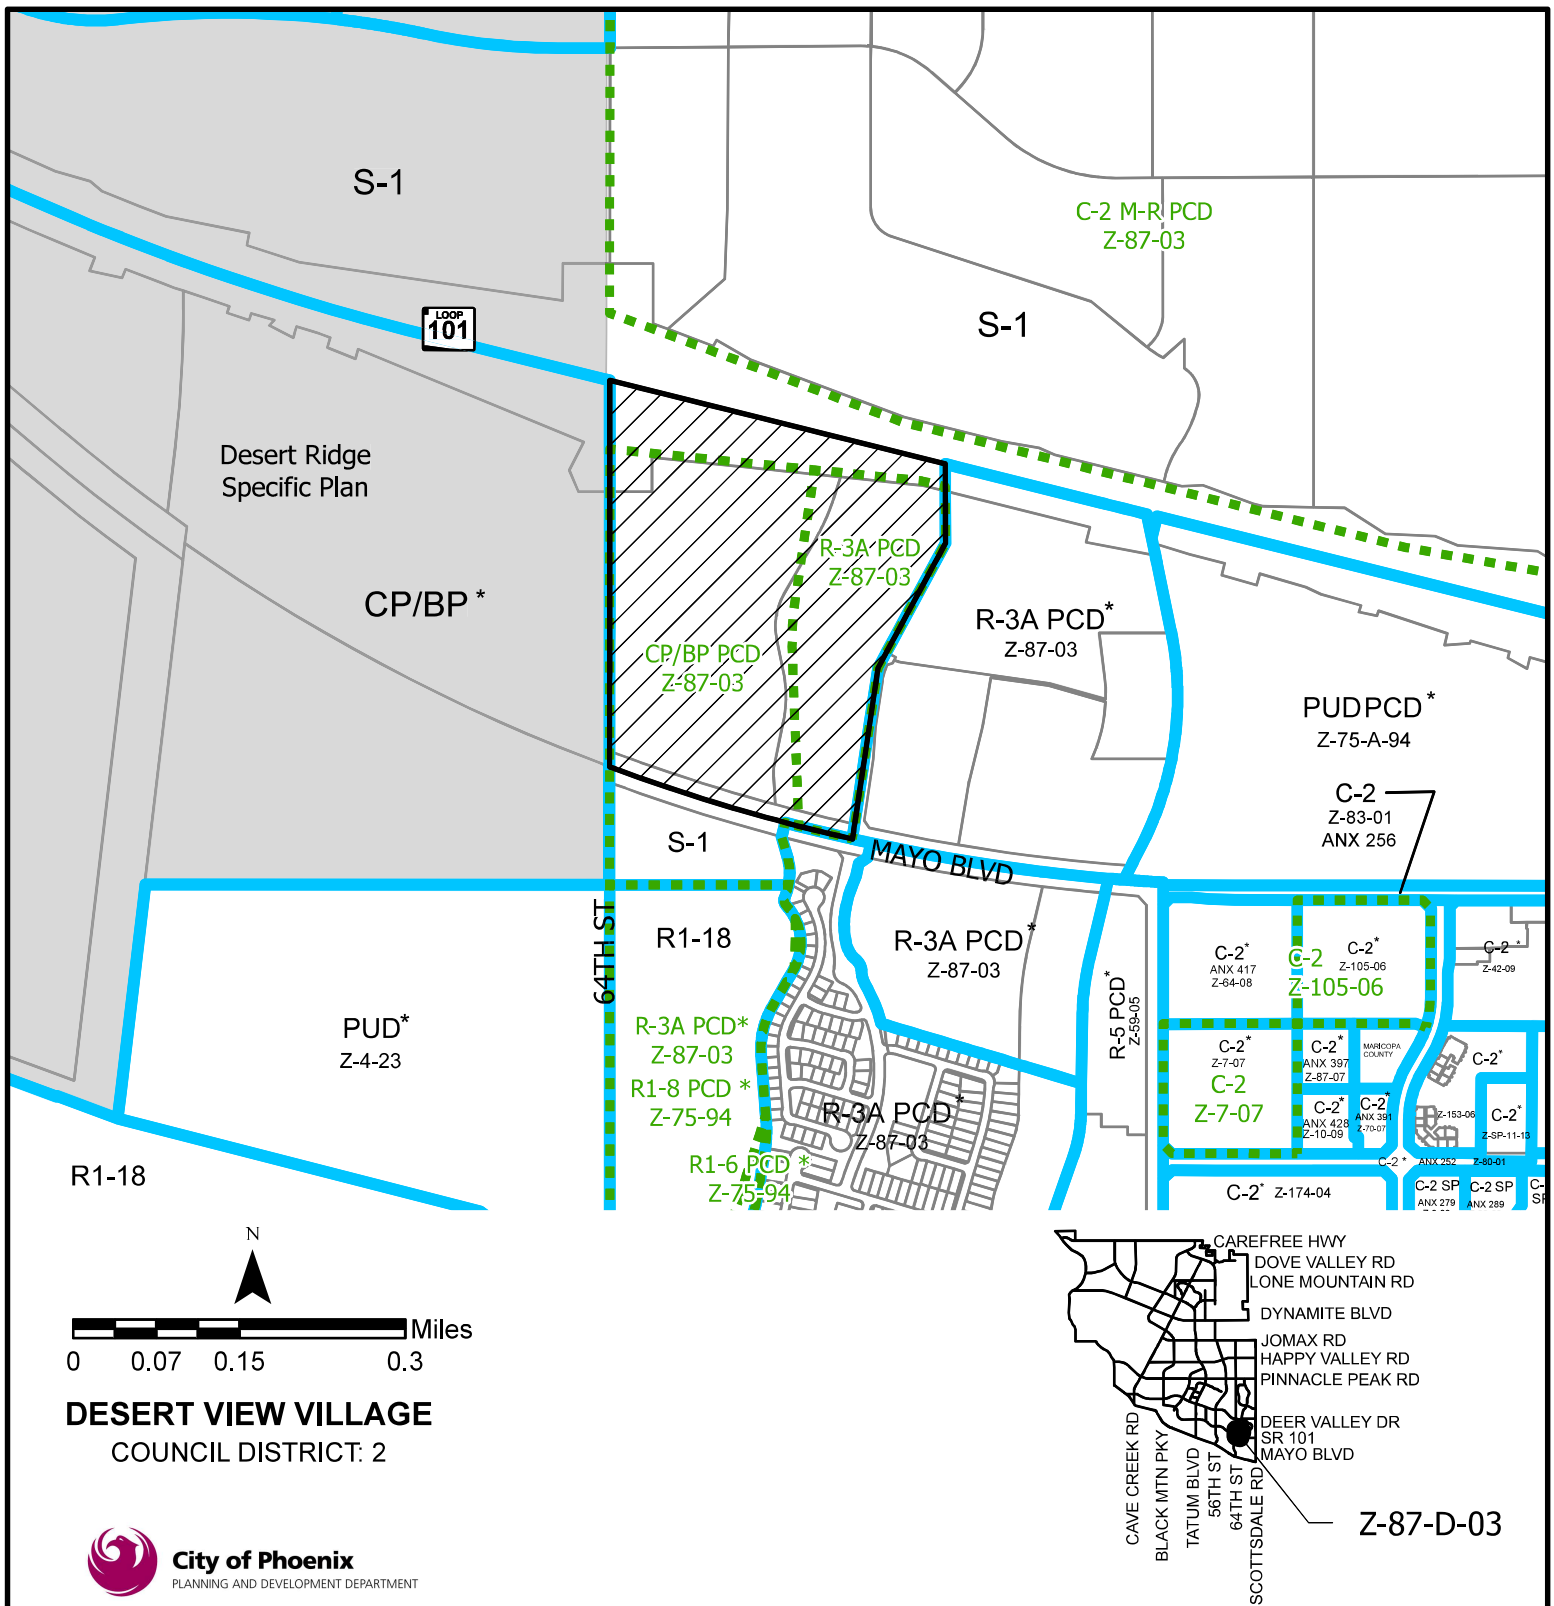 S-1
C-2 M-R PCD
Z-87-03
S-1
LOOP
101
Desert Ridge
Specific Plan
CP/BP *
R-3A PCD
Z-87-03
CP/BP PCD
Z-87-03
R-3A PCD*
Z-87-03
PUD PCD *
Z-75-A-94
C-2
Z-83-01
ANX 256
S-1
MAYO BLVD
64TH ST
R1-18
R-3A PCD *
Z-87-03
R-5 PCD *
Z-59-05
C-2*
ANX 417
Z-64-08
C-2
Z-105-06
C-2*
Z-105-06
C-2 *
Z-42-09
PUD*
Z-4-23
R-3A PCD*
Z-87-03
R1-8 PCD *
Z-75-94
R1-6 PCD *
Z-75-94
R-3A PCD *
Z-87-03
C-2*
Z-7-07
C-2
Z-7-07
C-2*
ANX 397
Z-87-07
MARICOPA
COUNTY
C-2*
C-2*
ANX 428
Z-10-09
C-2*
ANX 391
Z-70-07
Z-153-06
C-2*
Z-SP-11-13
C-2 *
ANX 252
Z-80-01
C-2* Z-174-04
C-2 SP
ANX 279
C-2 SP
ANX 289
R1-18
N
Miles
0 0.07 0.15 0.3
DESERT VIEW VILLAGE
COUNCIL DISTRICT: 2
City of Phoenix
PLANNING AND DEVELOPMENT DEPARTMENT
CAREFREE HWY
DOVE VALLEY RD
LONE MOUNTAIN RD
DYNAMITE BLVD
JOMAX RD
HAPPY VALLEY RD
PINNACLE PEAK RD
DEER VALLEY DR
SR 101
MAYO BLVD
CAVE CREEK RD
BLACK MTN PKY
TATUM BLVD
56TH ST
64TH ST
SCOTTSDALE RD
Z-87-D-03